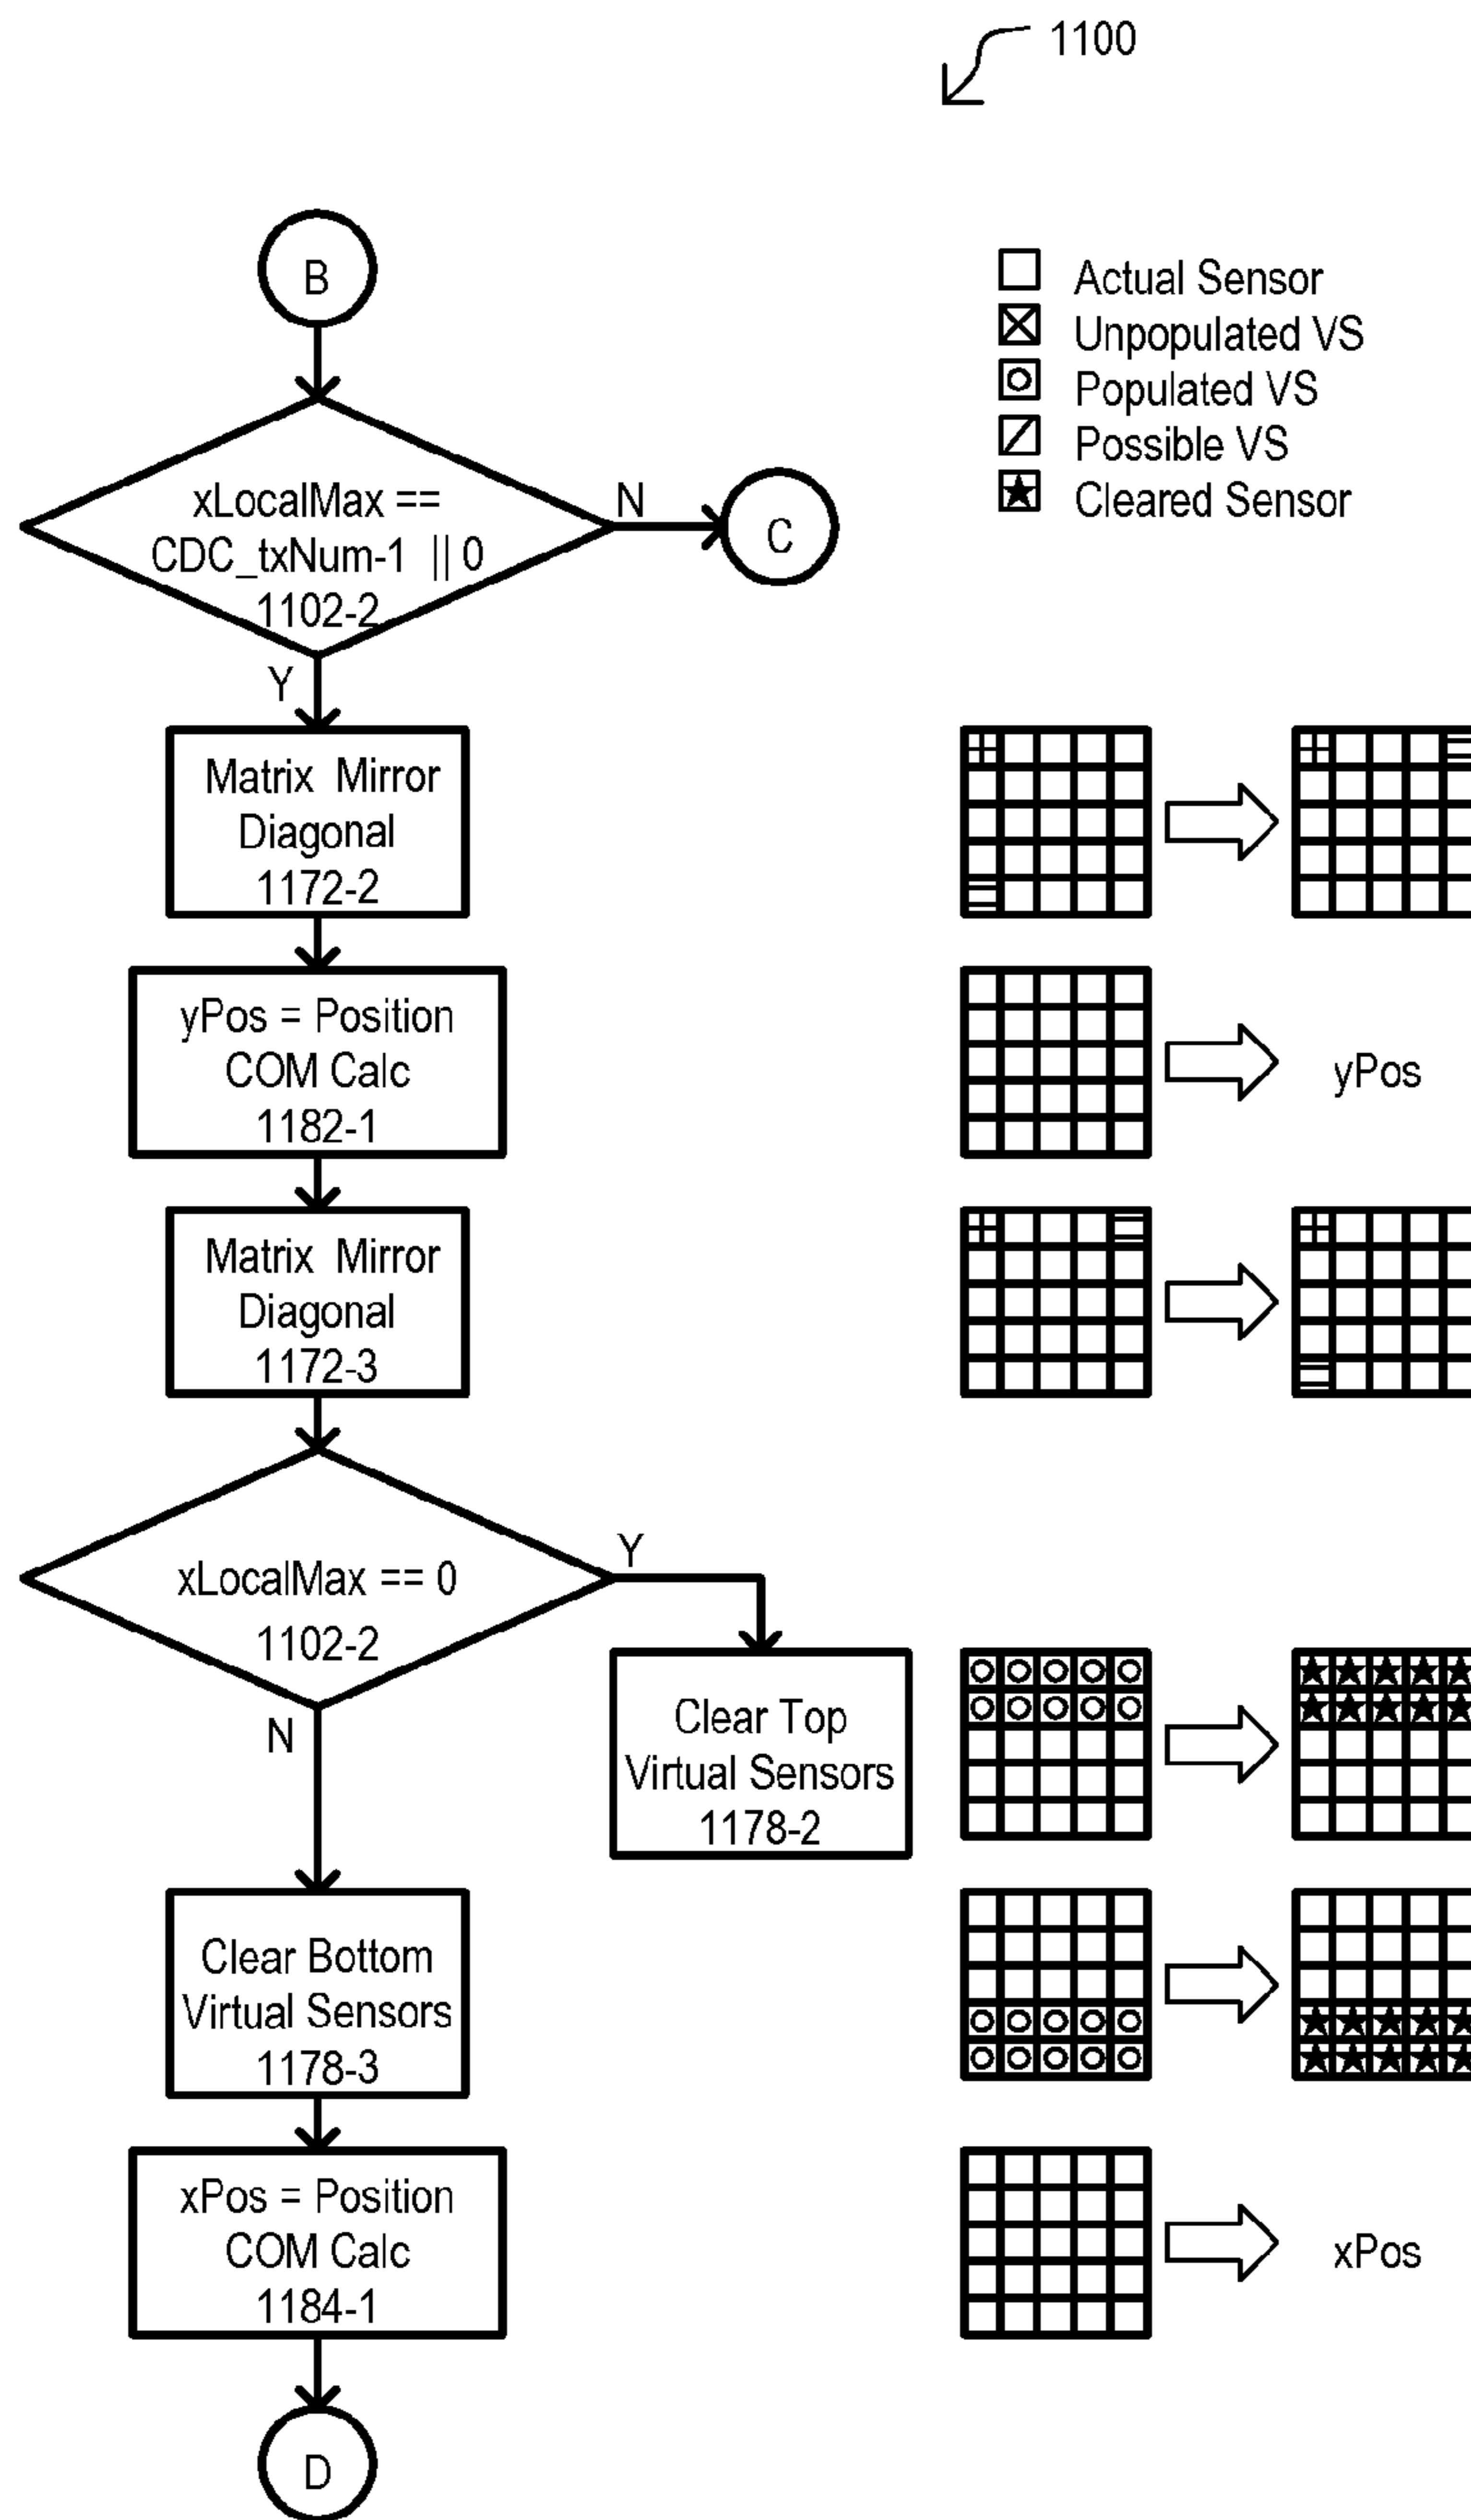 1100
B
Actual Sensor
Unpopulated VS
Populated VS
Possible VS
Cleared Sensor
xLocalMax ==
CDC_txNum-1 || 0
1102-2
N
C
Y
Matrix Mirror
Diagonal
1172-2
yPos = Position
COM Calc
1182-1
yPos
Matrix Mirror
Diagonal
1172-3
xLocalMax == 0
1102-2
Y
N
Clear Top
Virtual Sensors
1178-2
Clear Bottom
Virtual Sensors
1178-3
xPos = Position
COM Calc
1184-1
xPos
D